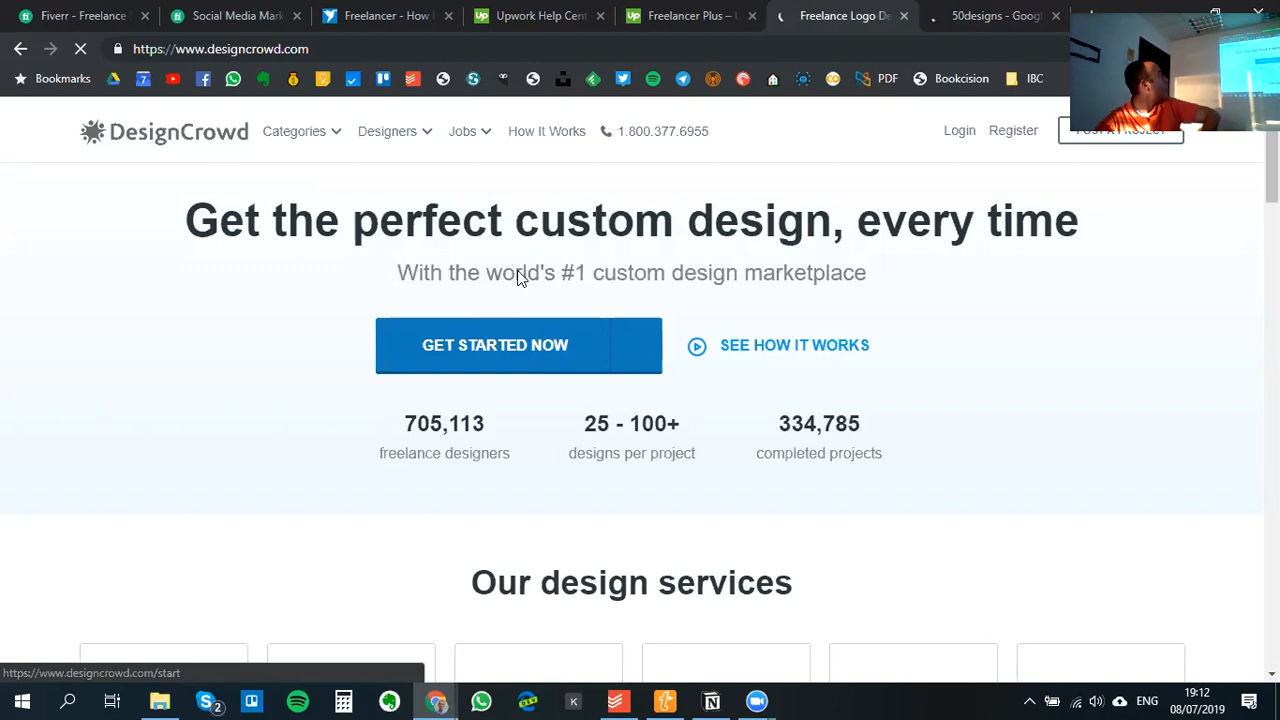 Fiverr - Freelance S
Social Media Mark
Freelancer - How I
Upwork Help Cent
Freelancer Plus – U
Freelance Logo De
50designs - Googl
https://www.designcrowd.com
Bookmarks
PDF
Bookcision
IBC
DesignCrowd
Categories
Designers
Jobs
How It Works
1.800.377.6955
Login
Register
Get the perfect custom design, every time
With the world's #1 custom design marketplace
GET STARTED NOW
SEE HOW IT WORKS
705,113
25 - 100+
334,785
freelance designers
designs per project
completed projects
Our design services
https://www.designcrowd.com/start
2
ENG
19:12
08/07/2019